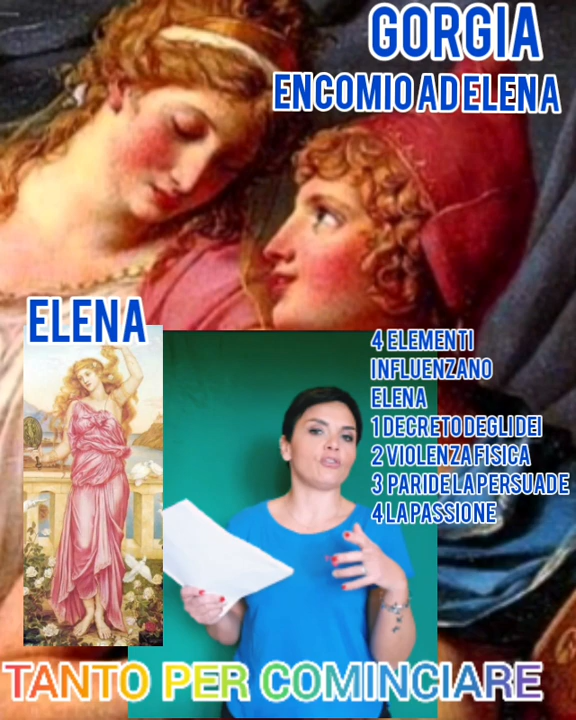 GORGIA
ENCOMIO AD ELENA
ELENA
4 ELEMENTI
INFLUENZANO
ELENA
1 DECRETO DEGLI DEI
2 VIOLENZA FISICA
3 PARIDE LA PERSUADE
4 LA PASSIONE
TANTO PER COMINCIARE